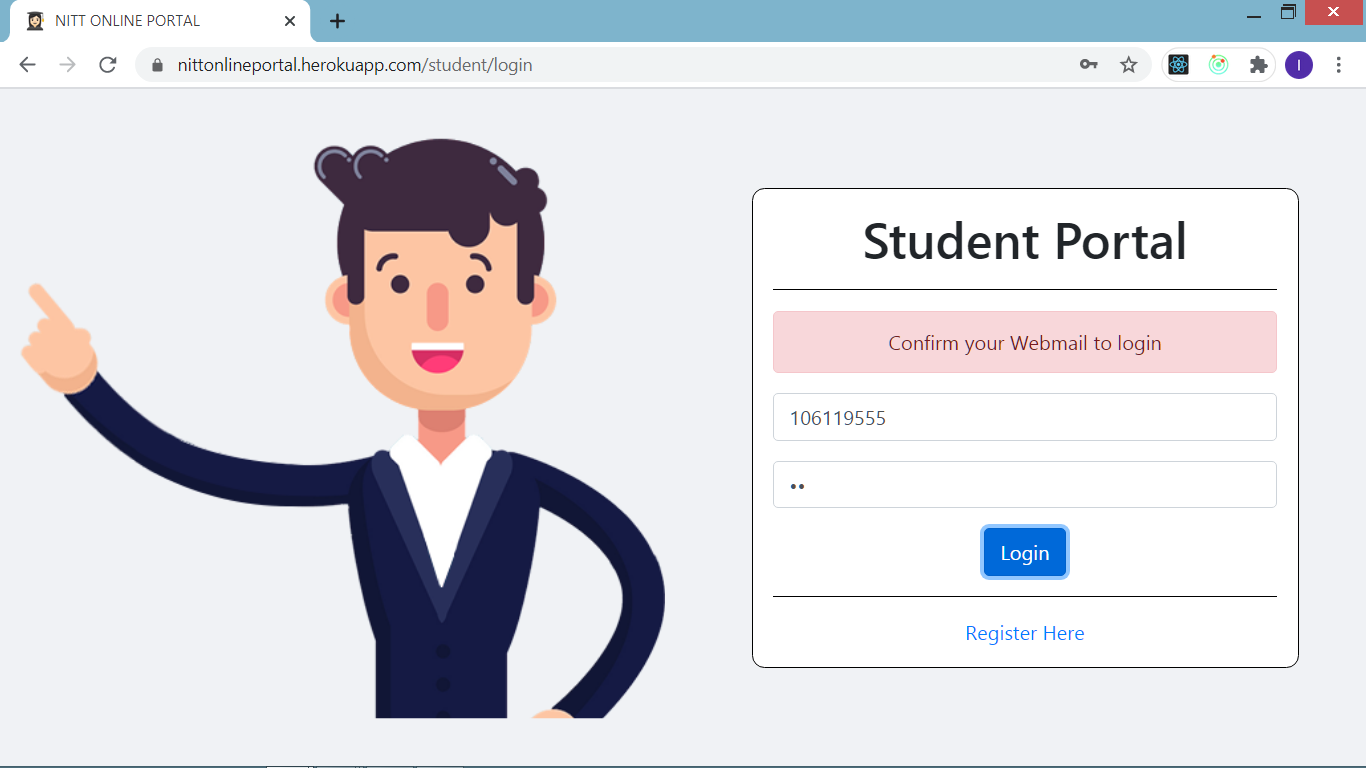 NITT ONLINE PORTAL
nittonlineportal.herokuapp.com/student/login
I
Student Portal
Confirm your Webmail to login
106119555
••
Login
Register Here